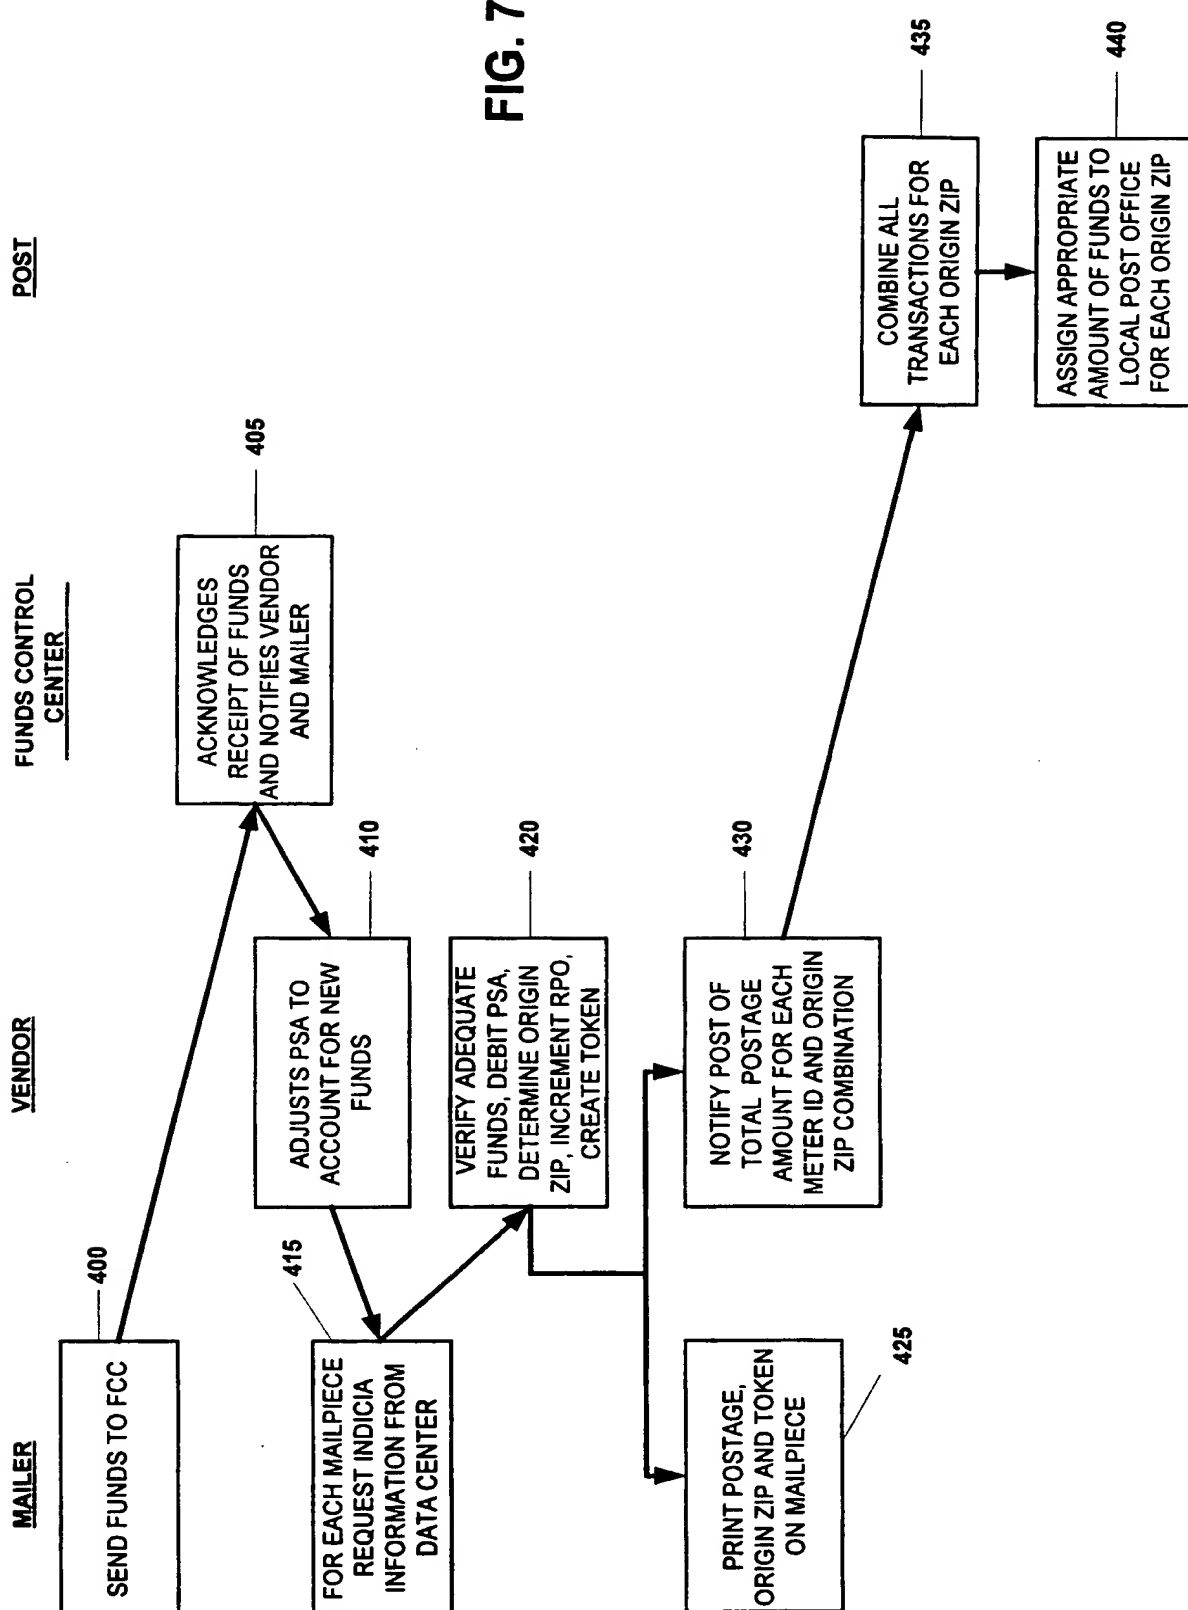 MAILER
VENDOR
FUNDS CONTROL
CENTER
POST
400
SEND FUNDS TO FCC
405
ACKNOWLEDGES
RECEIPT OF FUNDS
AND NOTIFIES VENDOR
AND MAILER
410
ADJUSTS PSA TO
ACCOUNT FOR NEW
FUNDS
415
FOR EACH MAILPIECE
REQUEST INDICIA
INFORMATION FROM
DATA CENTER
420
VERIFY ADEQUATE
FUNDS, DEBIT PSA,
DETERMINE ORIGIN
ZIP, INCREMENT RPO,
CREATE TOKEN
425
PRINT POSTAGE,
ORIGIN ZIP AND TOKEN
ON MAILPIECE
430
NOTIFY POST OF
TOTAL POSTAGE
AMOUNT FOR EACH
METER ID AND ORIGIN
ZIP COMBINATION
435
COMBINE ALL
TRANSACTIONS FOR
EACH ORIGIN ZIP
440
ASSIGN APPROPRIATE
AMOUNT OF FUNDS TO
LOCAL POST OFFICE
FOR EACH ORIGIN ZIP
FIG. 7